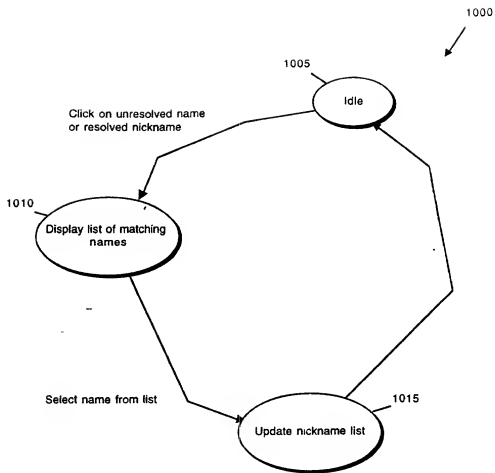 1000
1005
Idle
Click on unresolved name
or resolved nickname
1010
Display list of matching
names
Select name from list
1015
Update nickname list